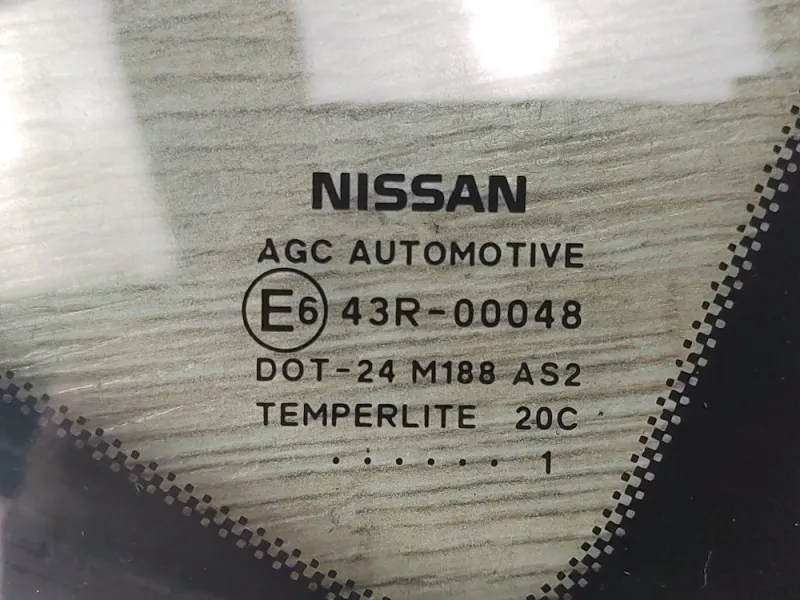 NISSAN
AGC AUTOMOTIVE
E6 43R-00048
DOT-24 M188 AS2
TEMPERLITE 20C
· · · · · · 1